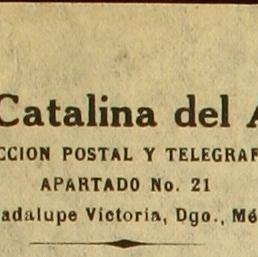 Catalina del A
CCION POSTAL Y TELEGRAF
APARTADO No. 21
adalupe Victoria, Dgo., Mé